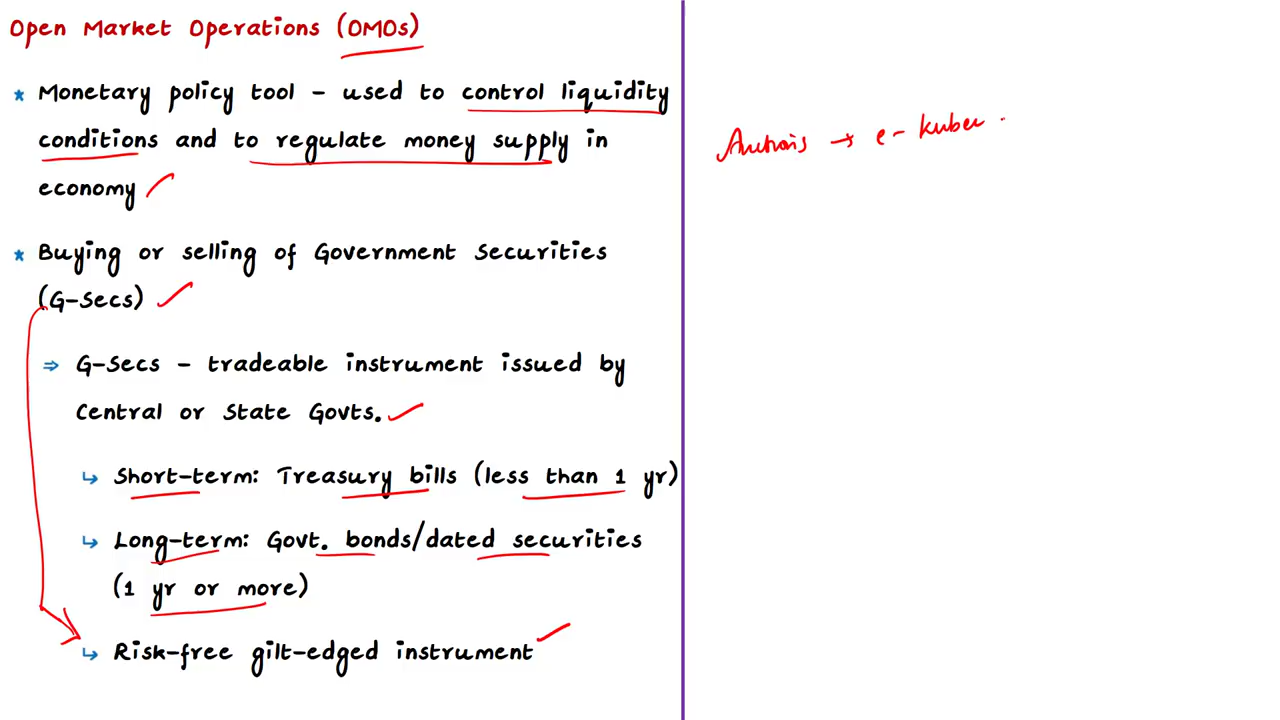 Open Market Operations (OMOs)
* Monetary policy tool – used to control liquidity
conditions and to regulate money supply in
economy
* Buying or selling of Government Securities
(G-Secs)
⇒ G-Secs – tradeable instrument issued by
Central or State Govts.
↳ Short-term: Treasury bills (less than 1 yr)
↳ Long-term: Govt. bonds/dated securities
(1 yr or more)
↳ Risk-free gilt-edged instrument
→ e-kuber